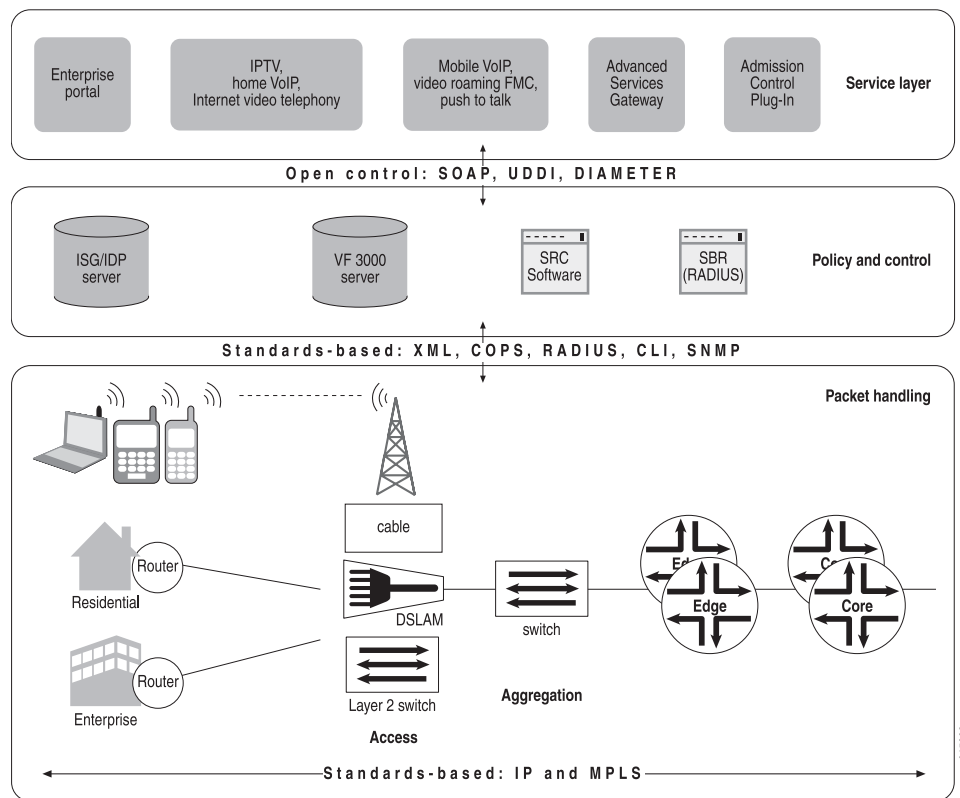 Enterprise
portal
IPTV,
home VoIP,
Internet video telephony
Mobile VoIP,
video roaming FMC,
push to talk
Advanced
Services
Gateway
Admission
Control
Plug-In
Service layer
Open control: SOAP, UDDI, DIAMETER
ISG/IDP
server
VF 3000
server
SRC
Software
SBR
(RADIUS)
Policy and control
Standards-based: XML, COPS, RADIUS, CLI, SNMP
Packet handling
cable
Router
Residential
DSLAM
switch
Edge
Core
Router
Enterprise
Layer 2 switch
Aggregation
Access
Standards-based: IP and MPLS